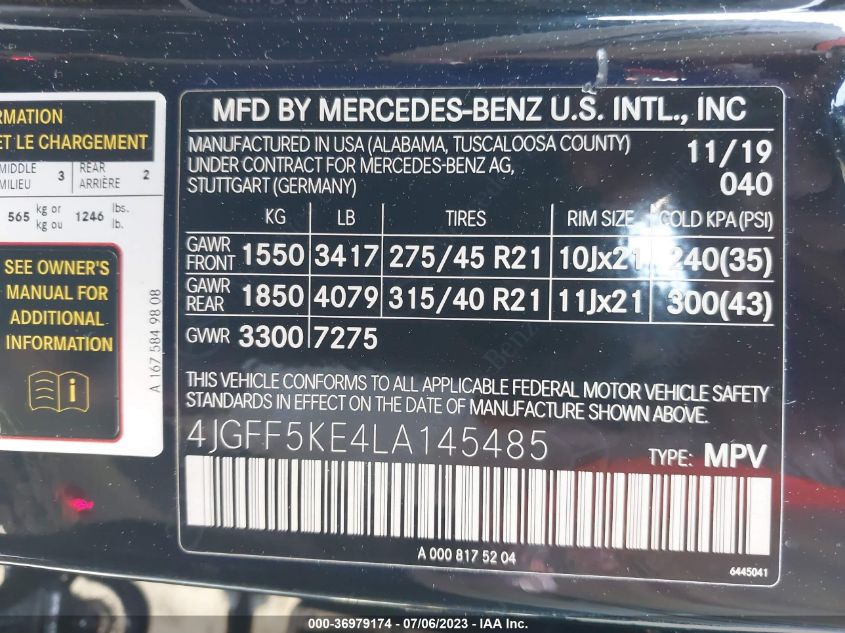 RMATION
ET LE CHARGEMENT
MIDDLE 3 REAR 2
MILIEU ARRIÈRE
565 kg or 1246 lbs.
kg ou lb.
SEE OWNER'S
MANUAL FOR
ADDITIONAL
INFORMATION
A 167 584 98 08
MFD BY MERCEDES-BENZ U.S. INTL., INC
MANUFACTURED IN USA (ALABAMA, TUSCALOOSA COUNTY) 11/19
UNDER CONTRACT FOR MERCEDES-BENZ AG,
STUTTGART (GERMANY) 040
KG LB TIRES RIM SIZE COLD KPA(PSI)
GAWR FRONT 1550 3417 275/45 R21 10Jx21 240(35)
GAWR REAR 1850 4079 315/40 R21 11Jx21 300(43)
GVWR 3300 7275
THIS VEHICLE CONFORMS TO ALL APPLICABLE FEDERAL MOTOR VEHICLE SAFETY
STANDARDS IN EFFECT ON THE DATE OF MANUFACTURE SHOWN ABOVE.
4JGFF5KE4LA145485 TYPE: MPV
A 000 817 52 04
6445041
000-36979174 - 07/06/2023 - IAA Inc.